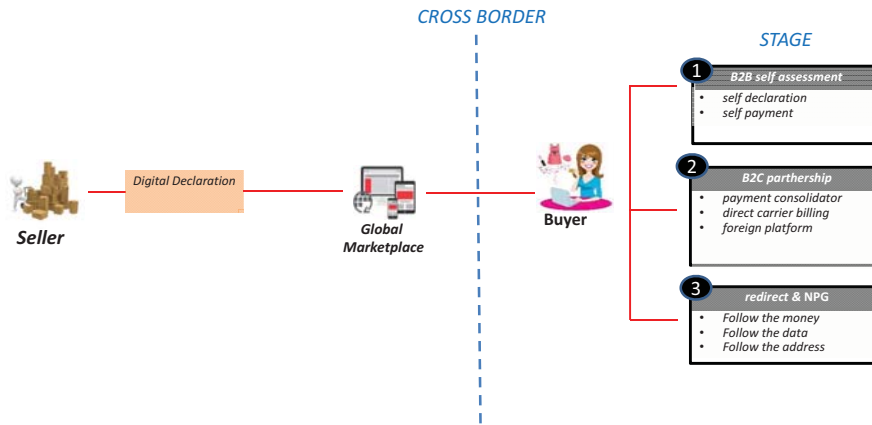 CROSS BORDER
STAGE
1
B2B self assessment
• self declaration
• self payment
Digital Declaration
Seller
Global
Marketplace
Buyer
2
B2C parthership
• payment consolidator
• direct carrier billing
• foreign platform
3
redirect & NPG
• Follow the money
• Follow the data
• Follow the address